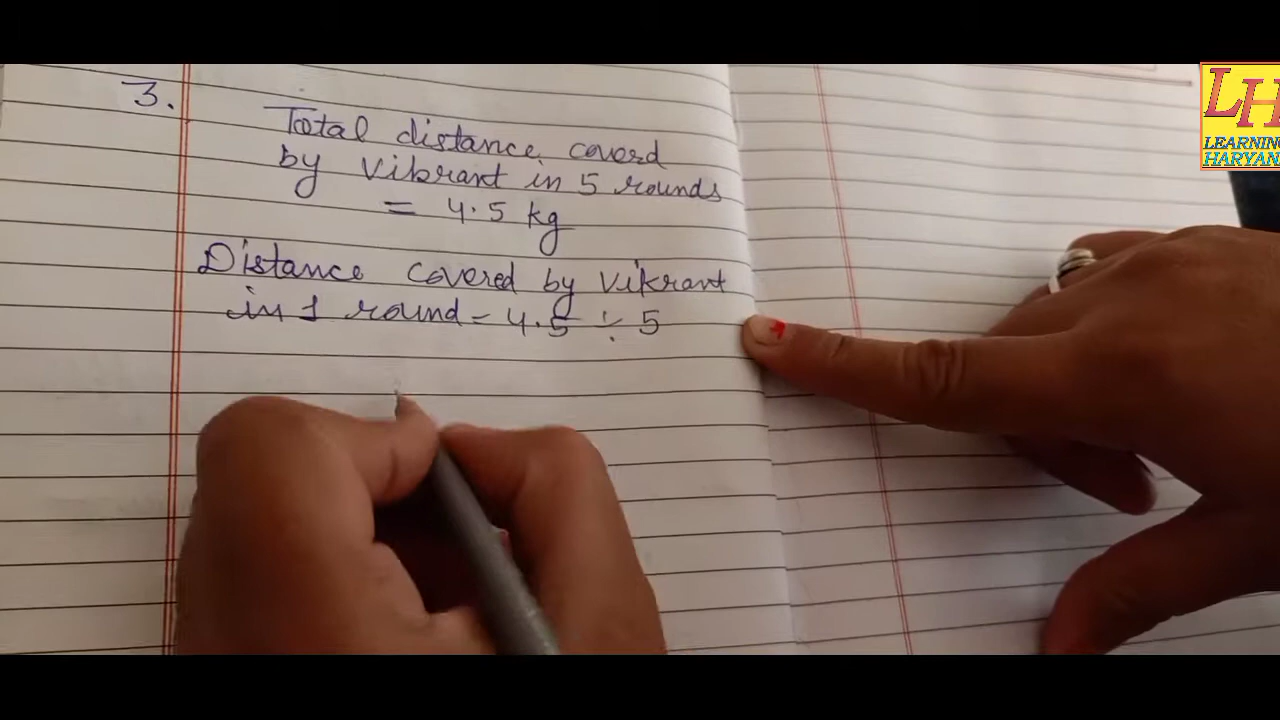 3.
Total distance coverd
by Vibrant in 5 rounds
= 4.5 kg
Distance covered by Vikrant
in 1 round = 4.5 ÷ 5
LH
LEARNING
HARYAN